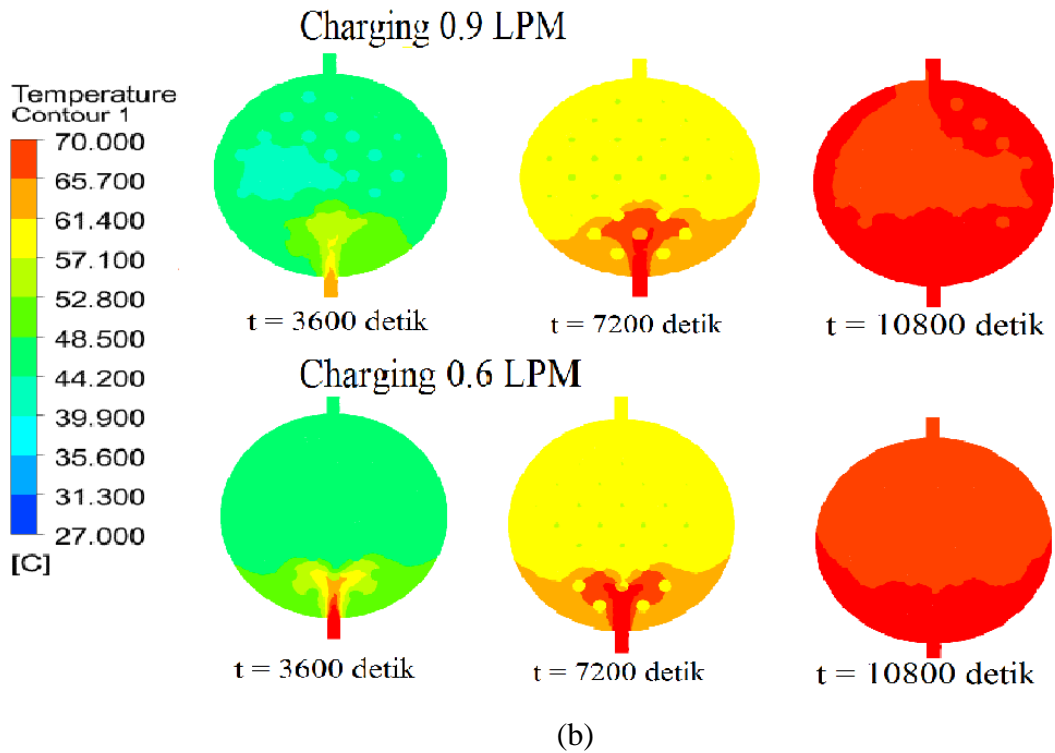 Charging 0.9 LPM
Temperature
Contour 1
70.000
65.700
61.400
57.100
52.800
48.500
44.200
39.900
35.600
31.300
27.000
[C]
t = 3600 detik
t = 7200 detik
t = 10800 detik
Charging 0.6 LPM
t = 3600 detik
t = 7200 detik
t = 10800 detik
(b)